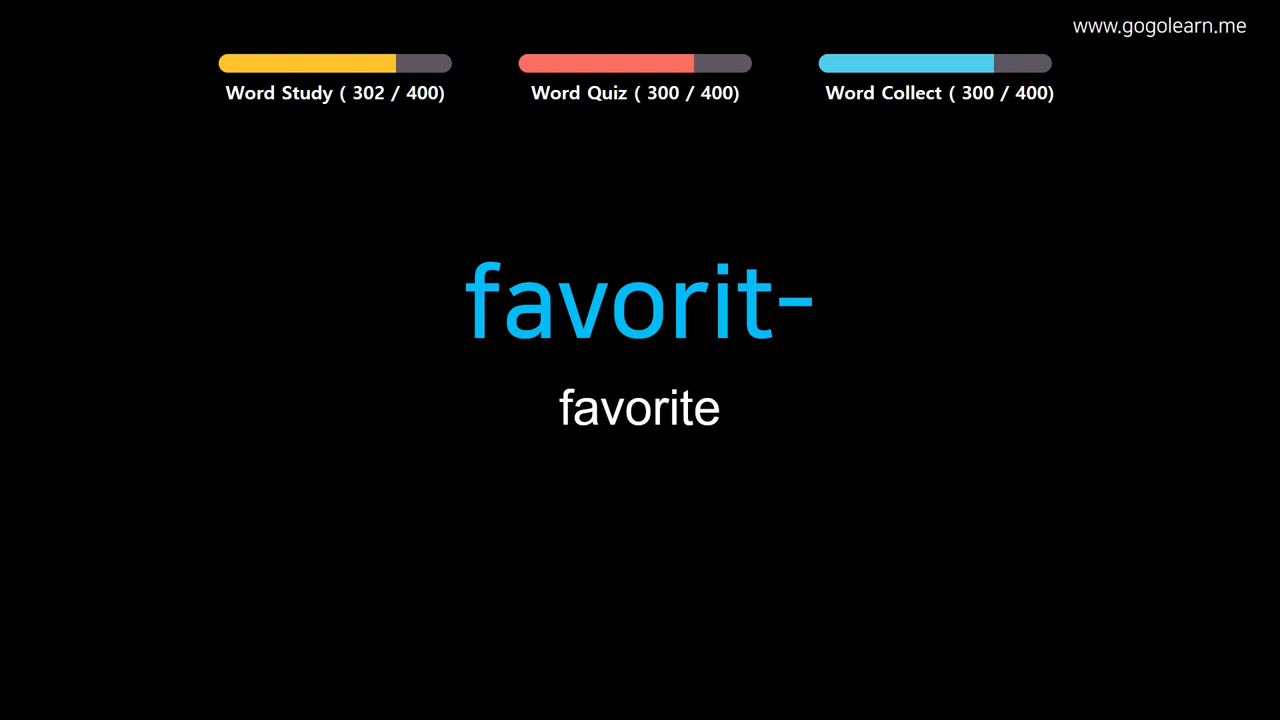 www.gogolearn.me
Word Study ( 302 / 400) Word Quiz ( 300 / 400) Word Collect ( 300 / 400)
favorit-
favorite